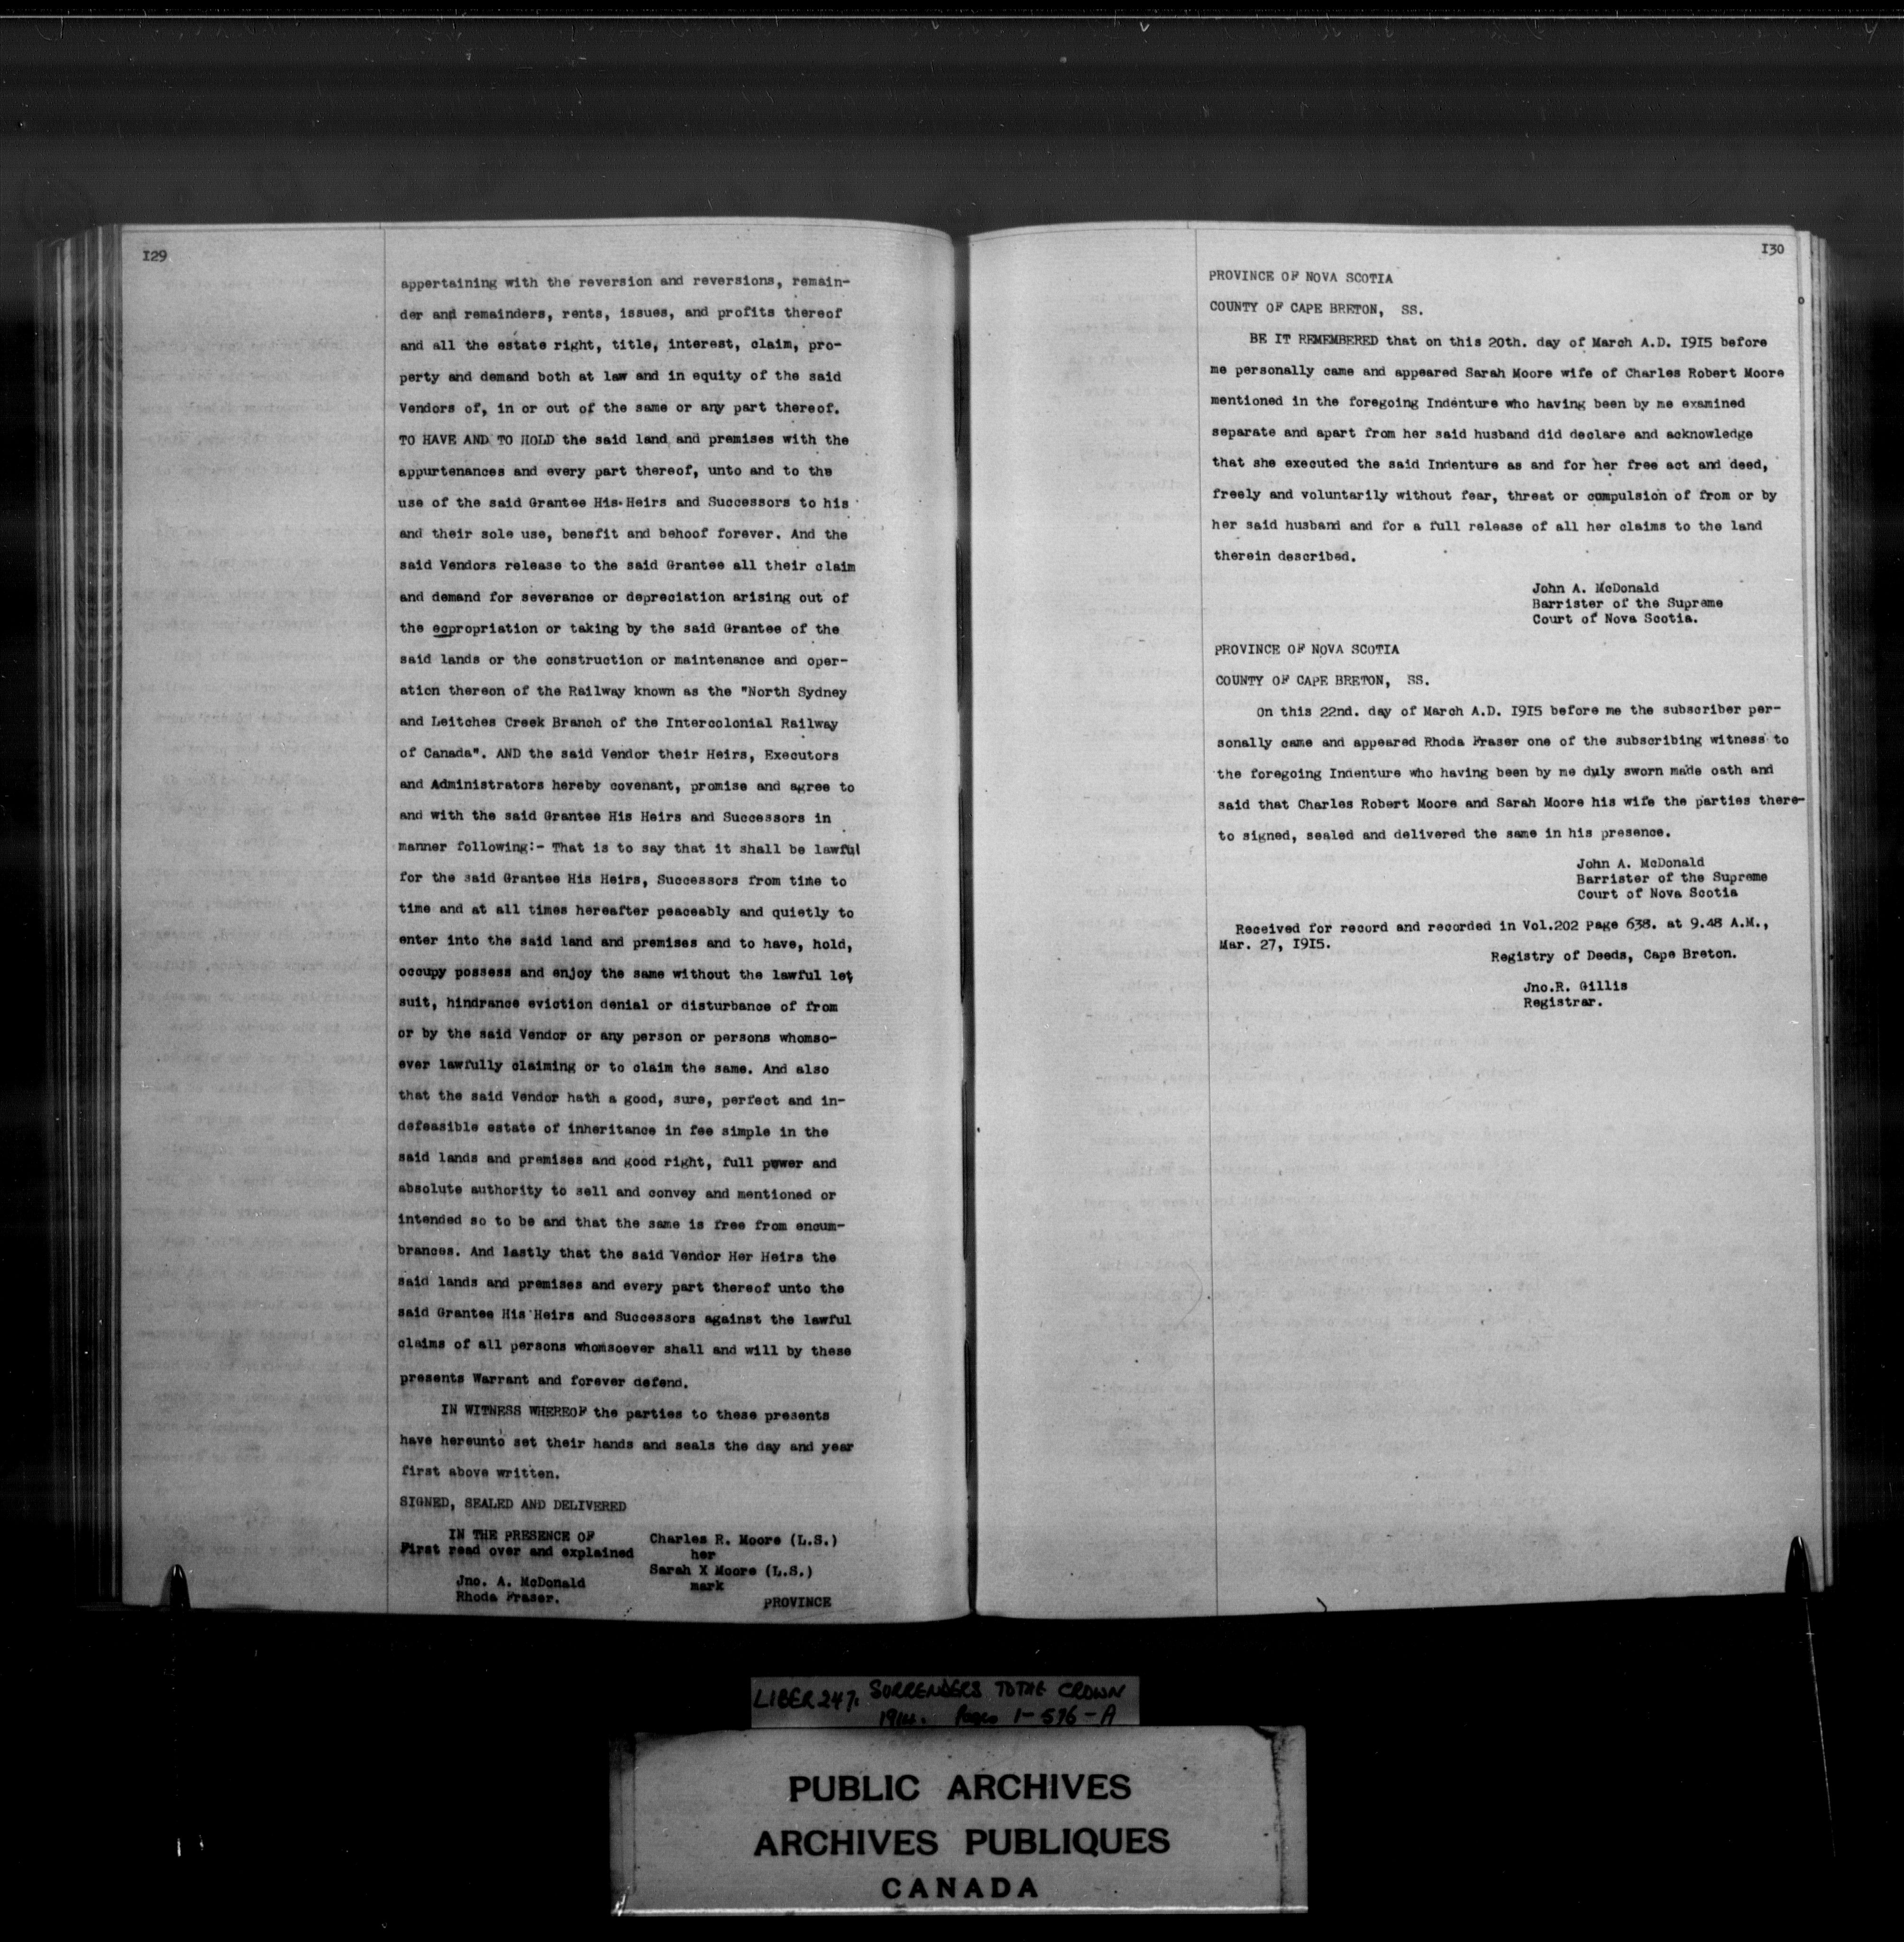 129
appertaining with the reversion and reversions, remain-
der and remainders, rents, issues, and profits thereof
and all the estate right, title, interest, claim, pro-
perty and demand both at law and in equity of the said
Vendors of, in or out of the same or any part thereof.
TO HAVE AND TO HOLD the said land and premises with the
appurtenances and every part thereof, unto and to the
use of the said Grantee His Heirs and Successors to his
and their sole use, benefit and behoof forever. And the
said Vendors release to the said Grantee all their claim
and demand for severance or depreciation arising out of
the ecpropriation or taking by the said Grantee of the
said lands or the construction or maintenance and oper-
ation thereon of the Railway known as the "North Sydney
and Leitches Creek Branch of the Intercolonial Railway
of Canada". AND the said Vendor their Heirs, Executors
and Administrators hereby covenant, promise and agree to
and with the said Grantee His Heirs and Successors in
manner following:- That is to say that it shall be lawful
for the said Grantee His Heirs, Successors from time to
time and at all times hereafter peaceably and quietly to
enter into the said land and premises and to have, hold,
occupy possess and enjoy the same without the lawful let,
suit, hindrance eviction denial or disturbance of from
or by the said Vendor or any person or persons whomso-
ever lawfully claiming or to claim the same. And also
that the said Vendor hath a good, sure, perfect and in-
defeasible estate of inheritance in fee simple in the
said lands and premises and good right, full power and
absolute authority to sell and convey and mentioned or
intended so to be and that the same is free from encum-
brances. And lastly that the said Vendor Her Heirs the
said lands and premises and every part thereof unto the
said Grantee His Heirs and Successors against the lawful
claims of all persons whomsoever shall and will by these
presents Warrant and forever defend.
IN WITNESS WHEREOF the parties to these presents
have hereunto set their hands and seals the day and year
first above written.
SIGNED, SEALED AND DELIVERED
IN THE PRESENCE OF
First read over and explained
Jno. A. McDonald
Rhoda Fraser.
Charles R. Moore (L.S.)
her
Sarah X Moore (L.S.)
mark
PROVINCE
130
PROVINCE OF NOVA SCOTIA
COUNTY OF CAPE BRETON, SS.
BE IT REMEMBERED that on this 20th. day of March A.D. 1915 before
me personally came and appeared Sarah Moore wife of Charles Robert Moore
mentioned in the foregoing Indenture who having been by me examined
separate and apart from her said husband did declare and acknowledge
that she executed the said Indenture as and for her free act and deed,
freely and voluntarily without fear, threat or compulsion of from or by
her said husband and for a full release of all her claims to the land
therein described.
John A. McDonald
Barrister of the Supreme
Court of Nova Scotia.
PROVINCE OF NOVA SCOTIA
COUNTY OF CAPE BRETON, SS.
On this 22nd. day of March A.D. 1915 before me the subscriber per-
sonally came and appeared Rhoda Fraser one of the subscribing witness to
the foregoing Indenture who having been by me duly sworn made oath and
said that Charles Robert Moore and Sarah Moore his wife the parties there-
to signed, sealed and delivered the same in his presence.
John A. McDonald
Barrister of the Supreme
Court of Nova Scotia
Received for record and recorded in Vol.202 Page 638. at 9.48 A.M.,
Mar. 27, 1915.
Registry of Deeds, Cape Breton.
Jno.R. Gillis
Registrar.
LIBER 247. SURRENDERS TO THE CROWN
1914. Pages 1-576-A
PUBLIC ARCHIVES
ARCHIVES PUBLIQUES
CANADA